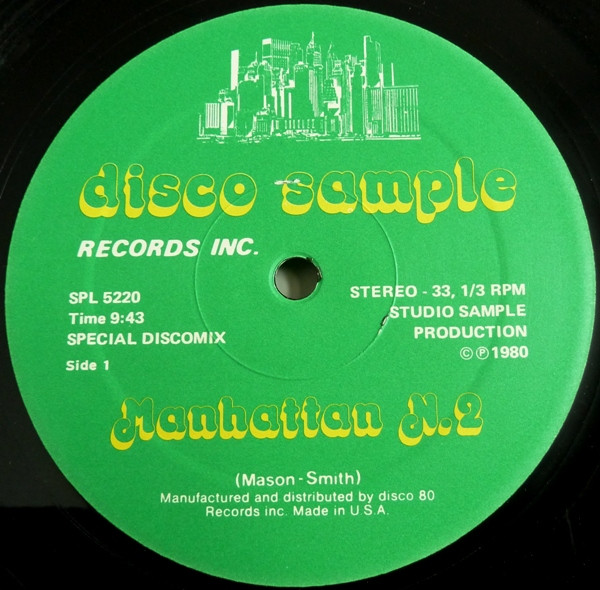 disco sample
RECORDS INC.
SPL 5220
Time 9:43
SPECIAL DISCOMIX
Side 1
STEREO - 33, 1/3 RPM
STUDIO SAMPLE
PRODUCTION
© ℗ 1980
Manhattan N.2
(Mason-Smith)
Manufactured and distributed by disco 80
Records inc. Made in U S.A.